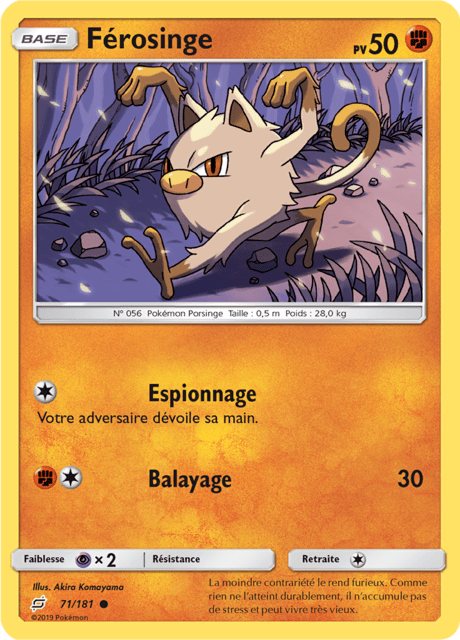 BASE Férosinge PV 50
N° 056 Pokémon Porsinge Taille : 0,5 m Poids : 28,0 kg
Espionnage
Votre adversaire dévoile sa main.
Balayage 30
Faiblesse ×2 Résistance Retraite
Illus. Akira Komayama
71/181
©2019 Pokémon
La moindre contrariété le rend furieux. Comme
rien ne l'atteint durablement, il n'accumule pas
de stress et peut vivre très vieux.